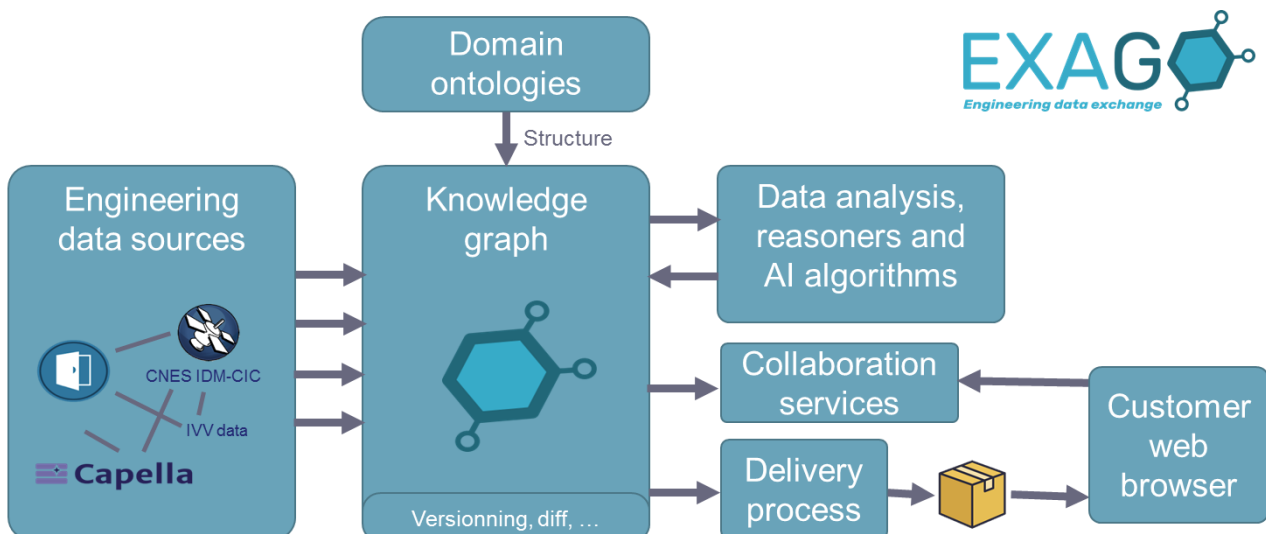 Domain
ontologies
EXAGO
Engineering data exchange
Structure
Engineering
data sources
CNES IDM-CIC
IVV data
Capella
Knowledge
graph
Versionning, diff, ...
Data analysis,
reasoners and
AI algorithms
Collaboration
services
Delivery
process
Customer
web
browser